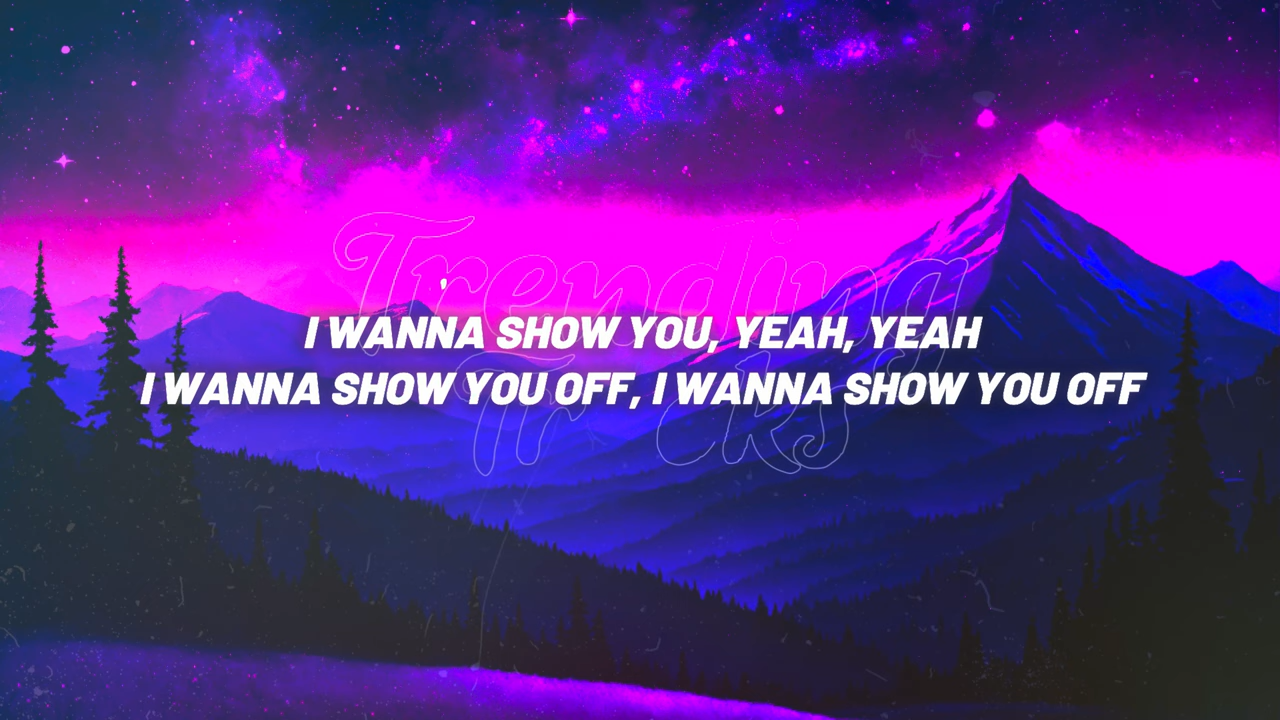 Trending
I WANNA SHOW YOU, YEAH, YEAH
I WANNA SHOW YOU OFF, I WANNA SHOW YOU OFF